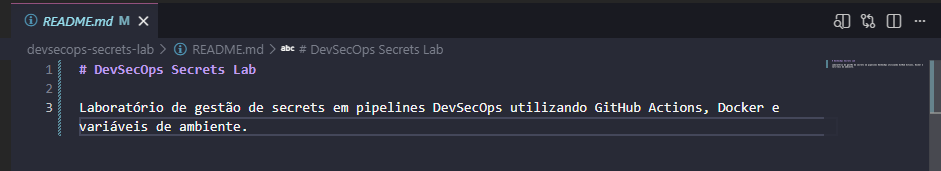 README.md M
devsecops-secrets-lab > README.md > abc # DevSecOps Secrets Lab
1 # DevSecOps Secrets Lab
2
3 Laboratório de gestão de secrets em pipelines DevSecOps utilizando GitHub Actions, Docker e
variáveis de ambiente.